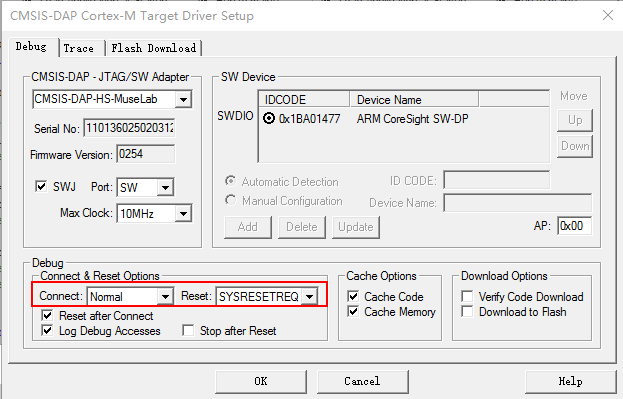 CMSIS-DAP Cortex-M Target Driver Setup
Debug Trace Flash Download
CMSIS-DAP - JTAG/SW Adapter
CMSIS-DAP-HS-MuseLab
Serial No: 110136025020312
Firmware Version: 0254
SWJ Port: SW
Max Clock: 10MHz
SW Device
IDCODE Device Name
SWDIO 0x1BA01477 ARM CoreSight SW-DP
Move
Up
Down
Automatic Detection ID CODE:
Manual Configuration Device Name:
Add Delete Update AP: 0x00
Debug
Connect & Reset Options
Connect: Normal Reset: SYSRESETREQ
Reset after Connect
Log Debug Accesses Stop after Reset
Cache Options
Cache Code
Cache Memory
Download Options
Verify Code Download
Download to Flash
OK Cancel Help